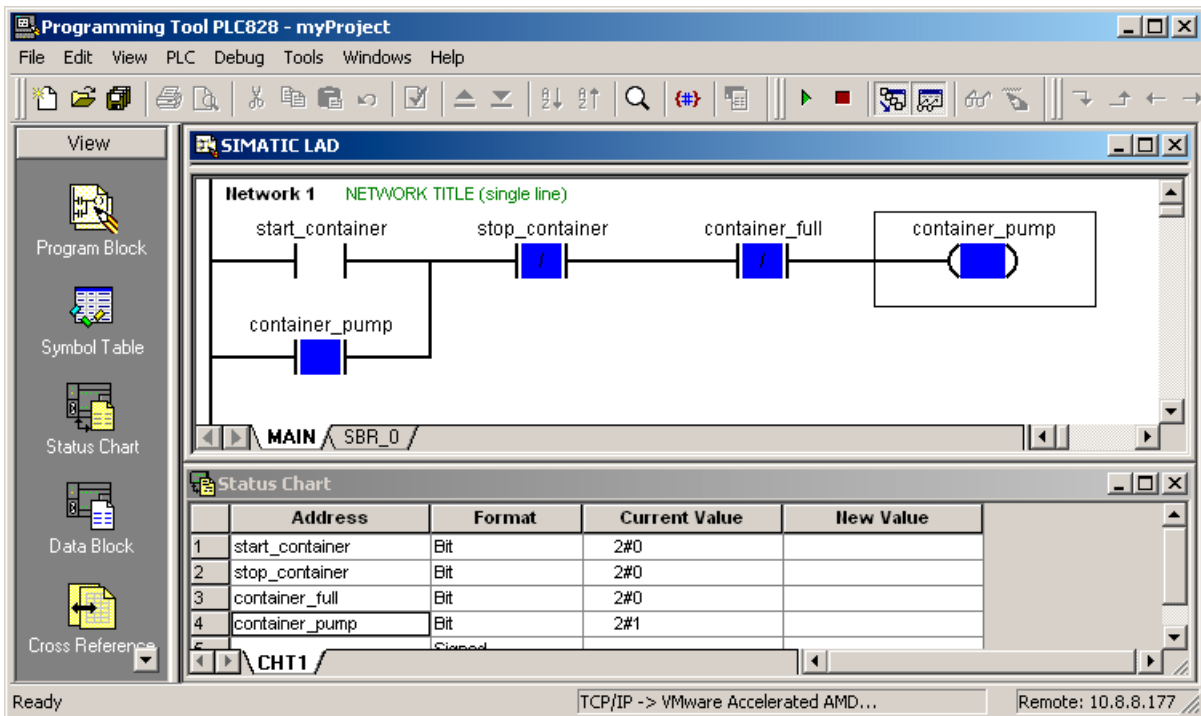 Programming Tool PLC828 - myProject
File Edit View PLC Debug Tools Windows Help
View
Program Block
Symbol Table
Status Chart
Data Block
Cross Reference
SIMATIC LAD
Network 1 NETWORK TITLE (single line)
start_container stop_container container_full container_pump
/ /
container_pump
MAIN SBR_0
Status Chart
Address Format Current Value New Value
1 start_container Bit 2#0
2 stop_container Bit 2#0
3 container_full Bit 2#0
4 container_pump Bit 2#1
5 Signed
CHT1
Ready TCP/IP -> VMware Accelerated AMD... Remote: 10.8.8.177